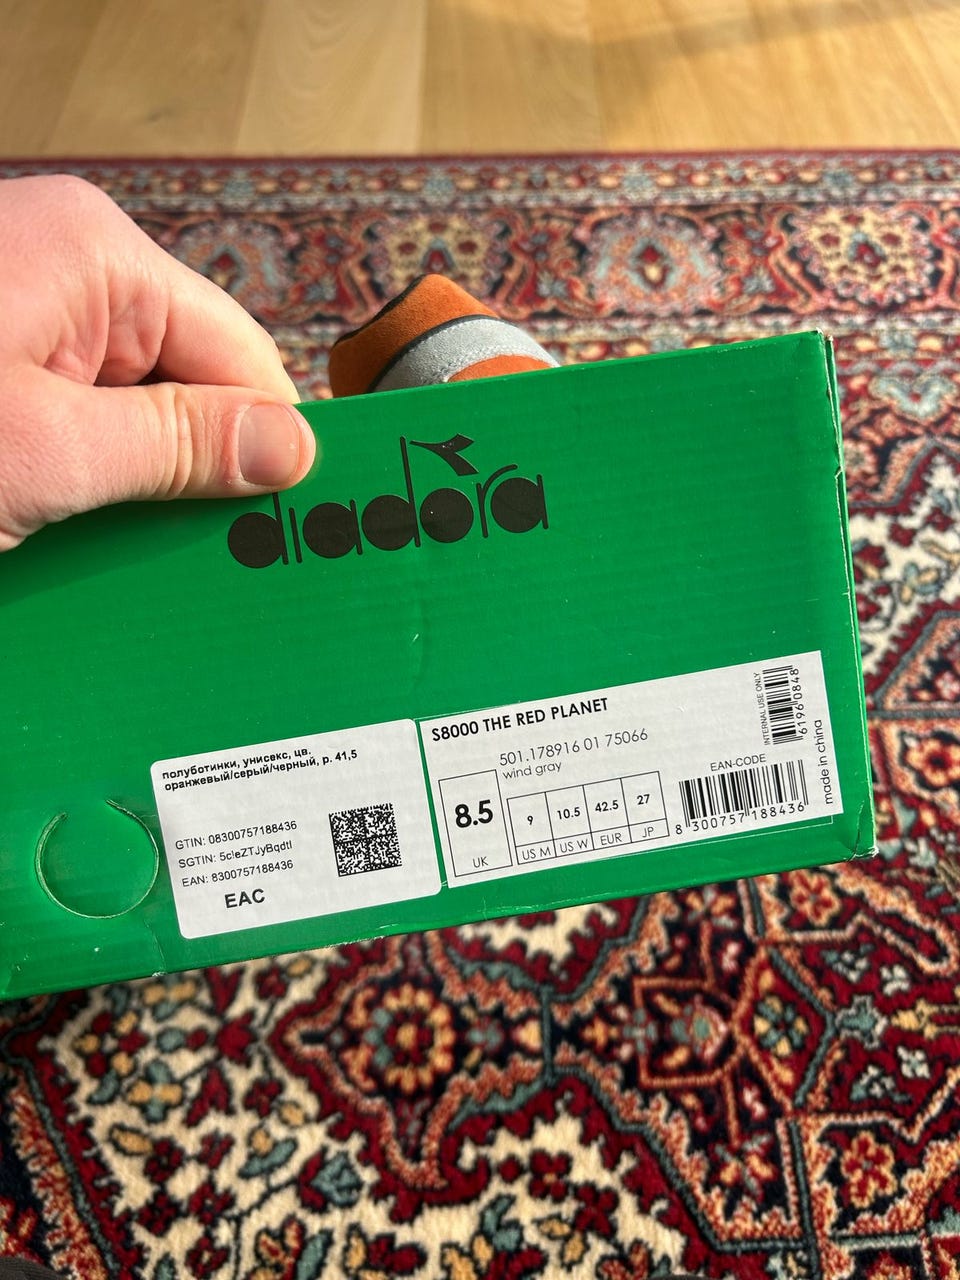 diadora
полуботинки, унисекс, цв.
оранжевый/серый/черный, р. 41,5
GTIN: 08300757188436
SGTIN: 5c!eZTJyBqdtI
EAN: 8300757188436
EAC
S8000 THE RED PLANET
501.178916 01 75066
wind gray
8.5
UK
9
US M
10.5
US W
42.5
EUR
27
JP
INTERNAL USE ONLY
61960848
EAN-CODE
8 300757 188436
made in china